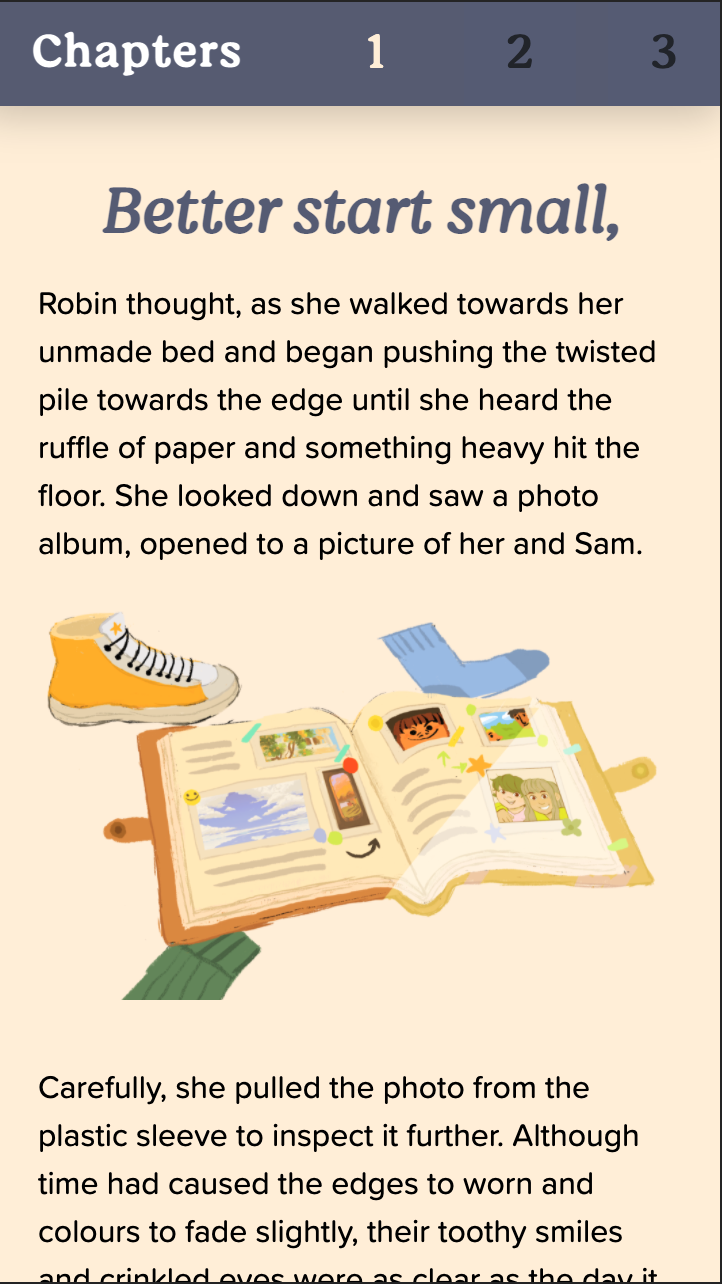 Chapters 1 2 3
Better start small,
Robin thought, as she walked towards her
unmade bed and began pushing the twisted
pile towards the edge until she heard the
ruffle of paper and something heavy hit the
floor. She looked down and saw a photo
album, opened to a picture of her and Sam.
Carefully, she pulled the photo from the
plastic sleeve to inspect it further. Although
time had caused the edges to worn and
colours to fade slightly, their toothy smiles
and crinkled eyes were as clear as the day it